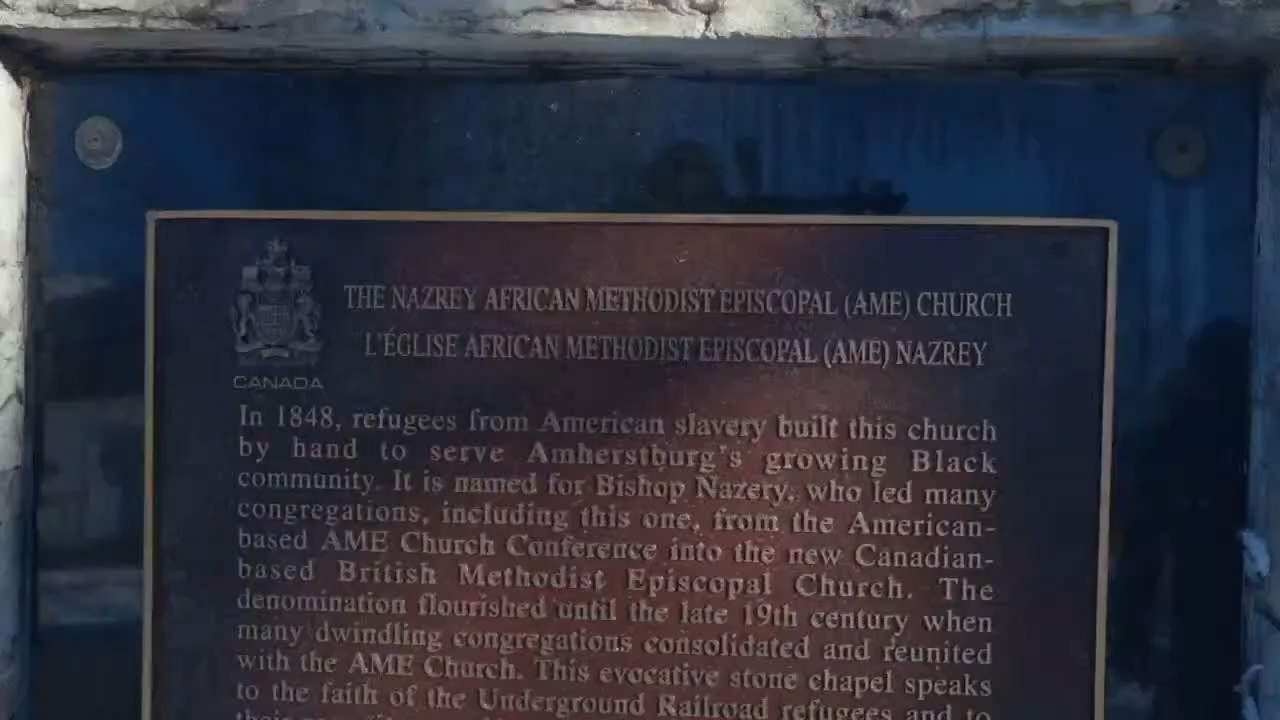 THE NAZREY AFRICAN METHODIST EPISCOPAL (AME) CHURCH
L'ÉGLISE AFRICAN METHODIST EPISCOPAL (AME) NAZREY
CANADA
In 1848, refugees from American slavery built this church
by hand to serve Amherstburg's growing Black
community. It is named for Bishop Nazery, who led many
congregations, including this one, from the American-
based AME Church Conference into the new Canadian-
based British Methodist Episcopal Church. The
denomination flourished until the late 19th century when
many dwindling congregations consolidated and reunited
with the AME Church. This evocative stone chapel speaks
to the faith of the Underground Railroad refugees and to